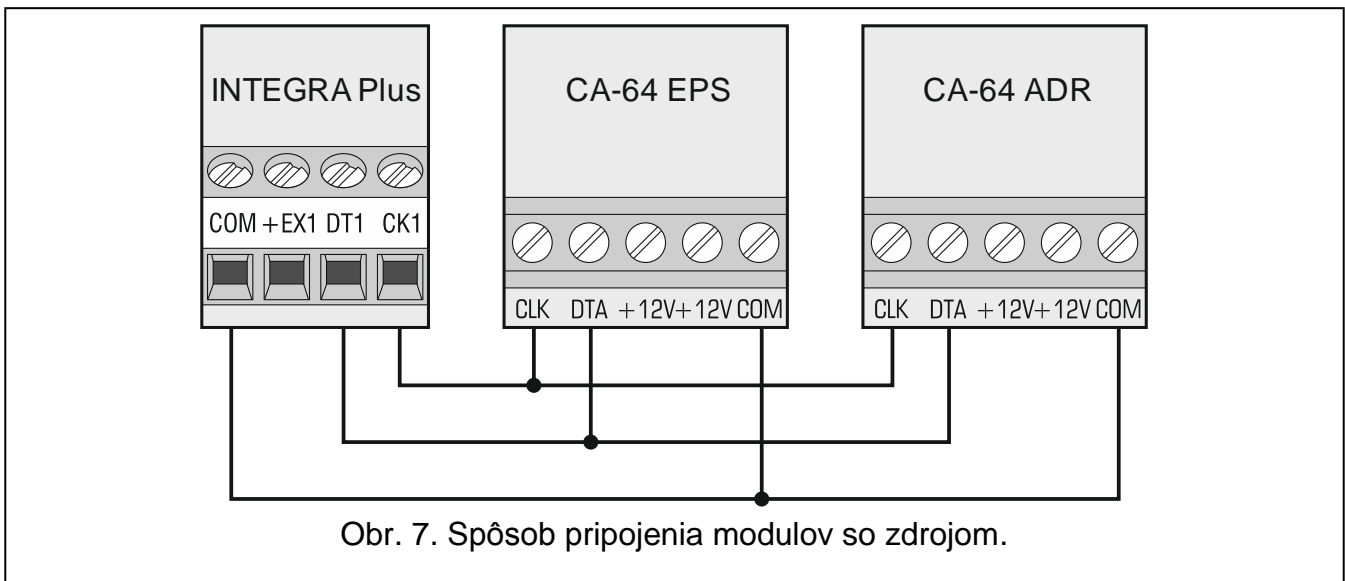 INTEGRA Plus
COM +EX1 DT1 CK1
CA-64 EPS
CLK DTA +12V+12V COM
CA-64 ADR
CLK DTA +12V+12V COM
Obr. 7. Spôsob pripojenia modulov so zdrojom.